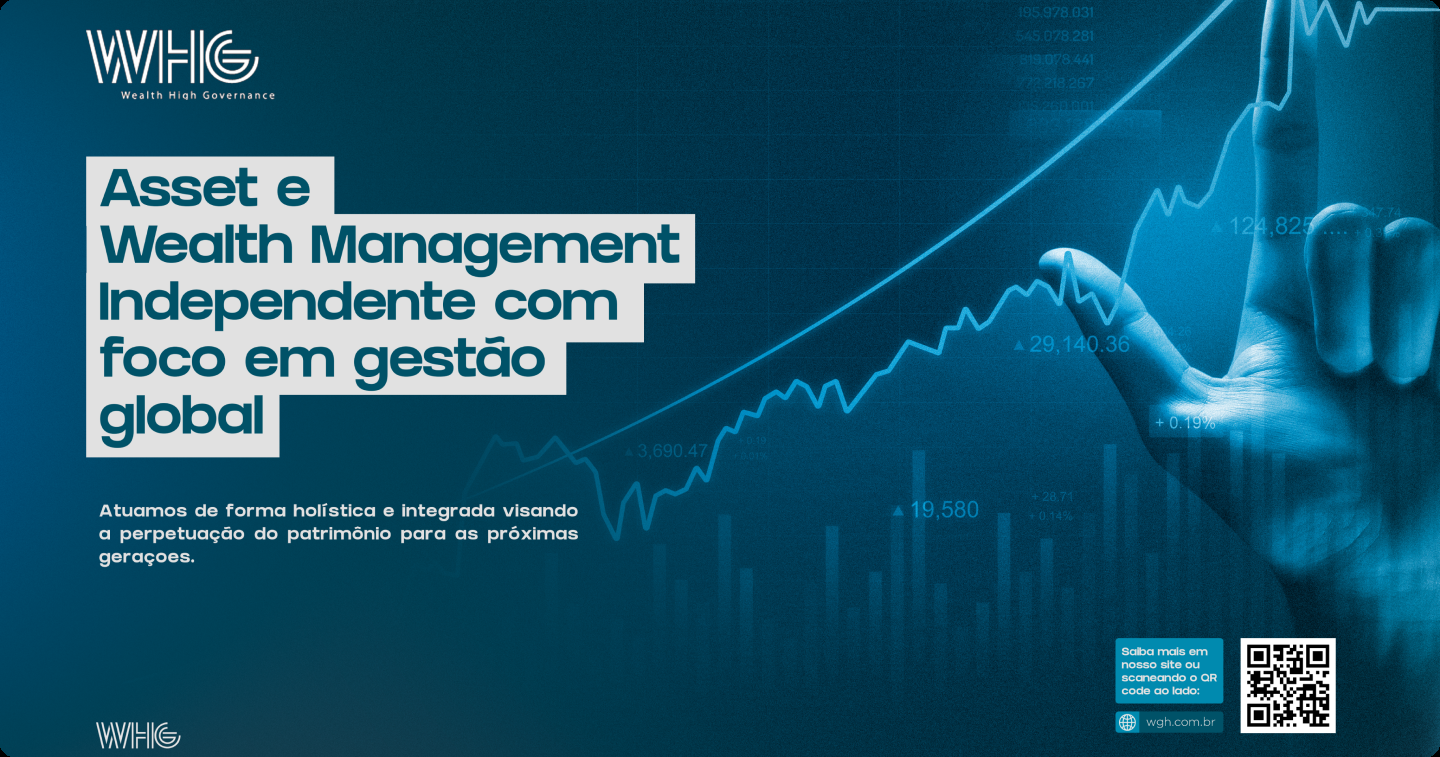 WHG
Wealth High Governance
195.978.031
545.078.281
819.078.441
772.218.267
Asset e
Wealth Management
Independente com
foco em gestão
global
124,825 ....
29,140.36
+ 0.19%
3,690.47
19,580
+ 28.71
+ 6.14%
Atuamos de forma holística e integrada visando
a perpetuação do patrimônio para as próximas
geraçoes.
Saiba mais em
nosso site ou
scaneando o QR
code ao lado:
wgh.com.br
WHG